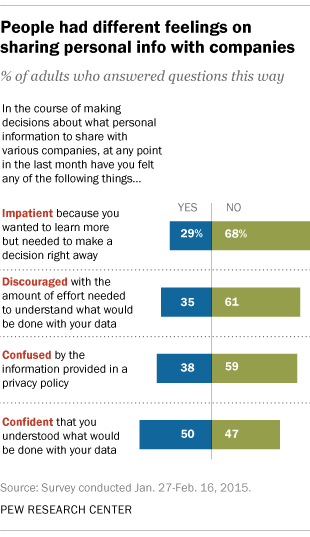 People had different feelings on
sharing personal info with companies
% of adults who answered questions this way
In the course of making
decisions about what personal
information to share with
various companies, at any point
in the last month have you felt
any of the following things...
YES NO
Impatient because you
wanted to learn more
but needed to make a
decision right away
29% 68%
Discouraged with the
amount of effort needed
to understand what would
be done with your data
35 61
Confused by the
information provided in a
privacy policy
38 59
Confident that you
understood what would
be done with your data
50 47
Source: Survey conducted Jan. 27-Feb. 16, 2015.
PEW RESEARCH CENTER